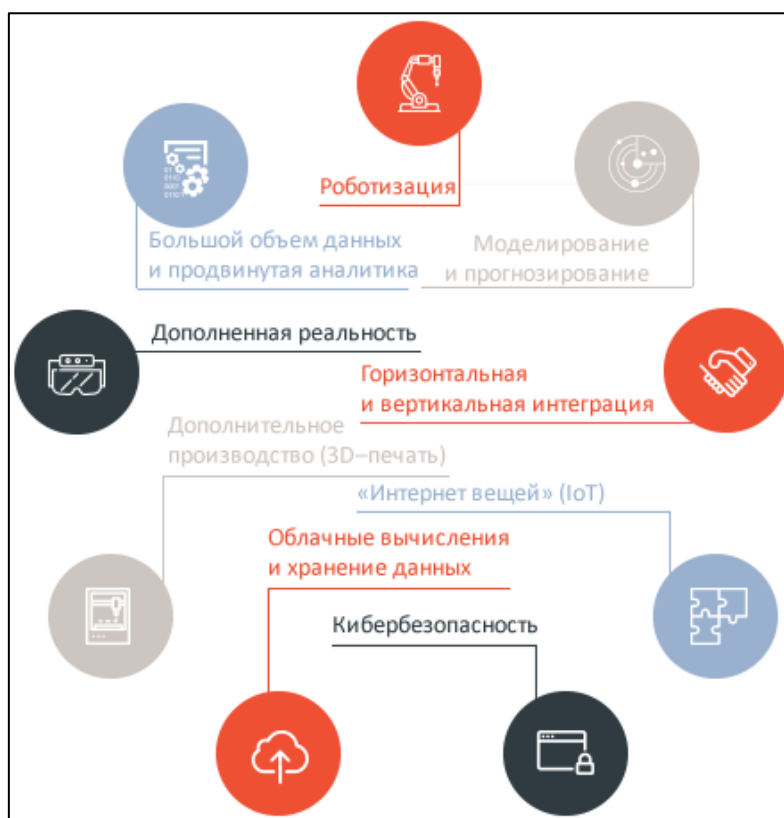 Роботизация
Большой объем данных
и продвинутая аналитика
Моделирование
и прогнозирование
Дополненная реальность
Горизонтальная
и вертикальная интеграция
Дополнительное
производство (3D–печать)
«Интернет вещей» (IoT)
Облачные вычисления
и хранение данных
Кибербезопасность